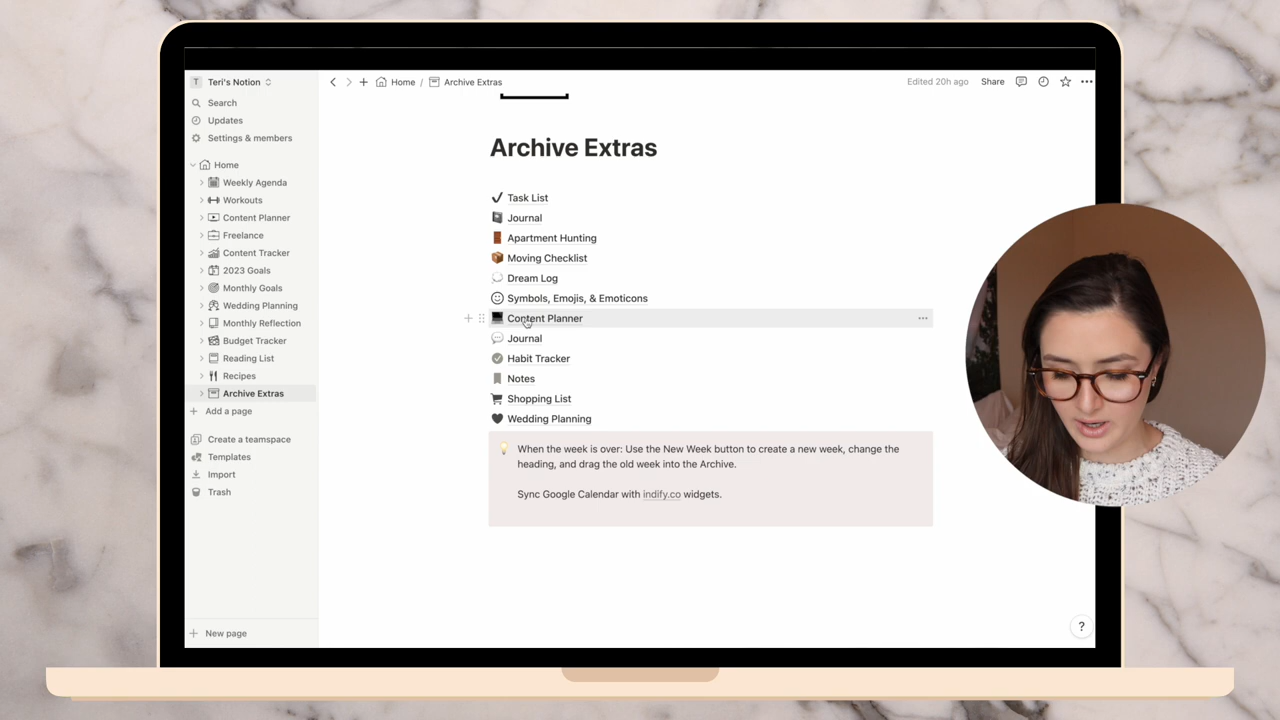 T Teri's Notion
Search
Updates
Settings & members
Home
Weekly Agenda
Workouts
Content Planner
Freelance
Content Tracker
2023 Goals
Monthly Goals
Wedding Planning
Monthly Reflection
Budget Tracker
Reading List
Recipes
Archive Extras
Add a page
Create a teamspace
Templates
Import
Trash
New page
Home / Archive Extras
Edited 20h ago Share
Archive Extras
Task List
Journal
Apartment Hunting
Moving Checklist
Dream Log
Symbols, Emojis, & Emoticons
Content Planner
Journal
Habit Tracker
Notes
Shopping List
Wedding Planning
When the week is over: Use the New Week button to create a new week, change the
heading, and drag the old week into the Archive.
Sync Google Calendar with indify.co widgets.
?